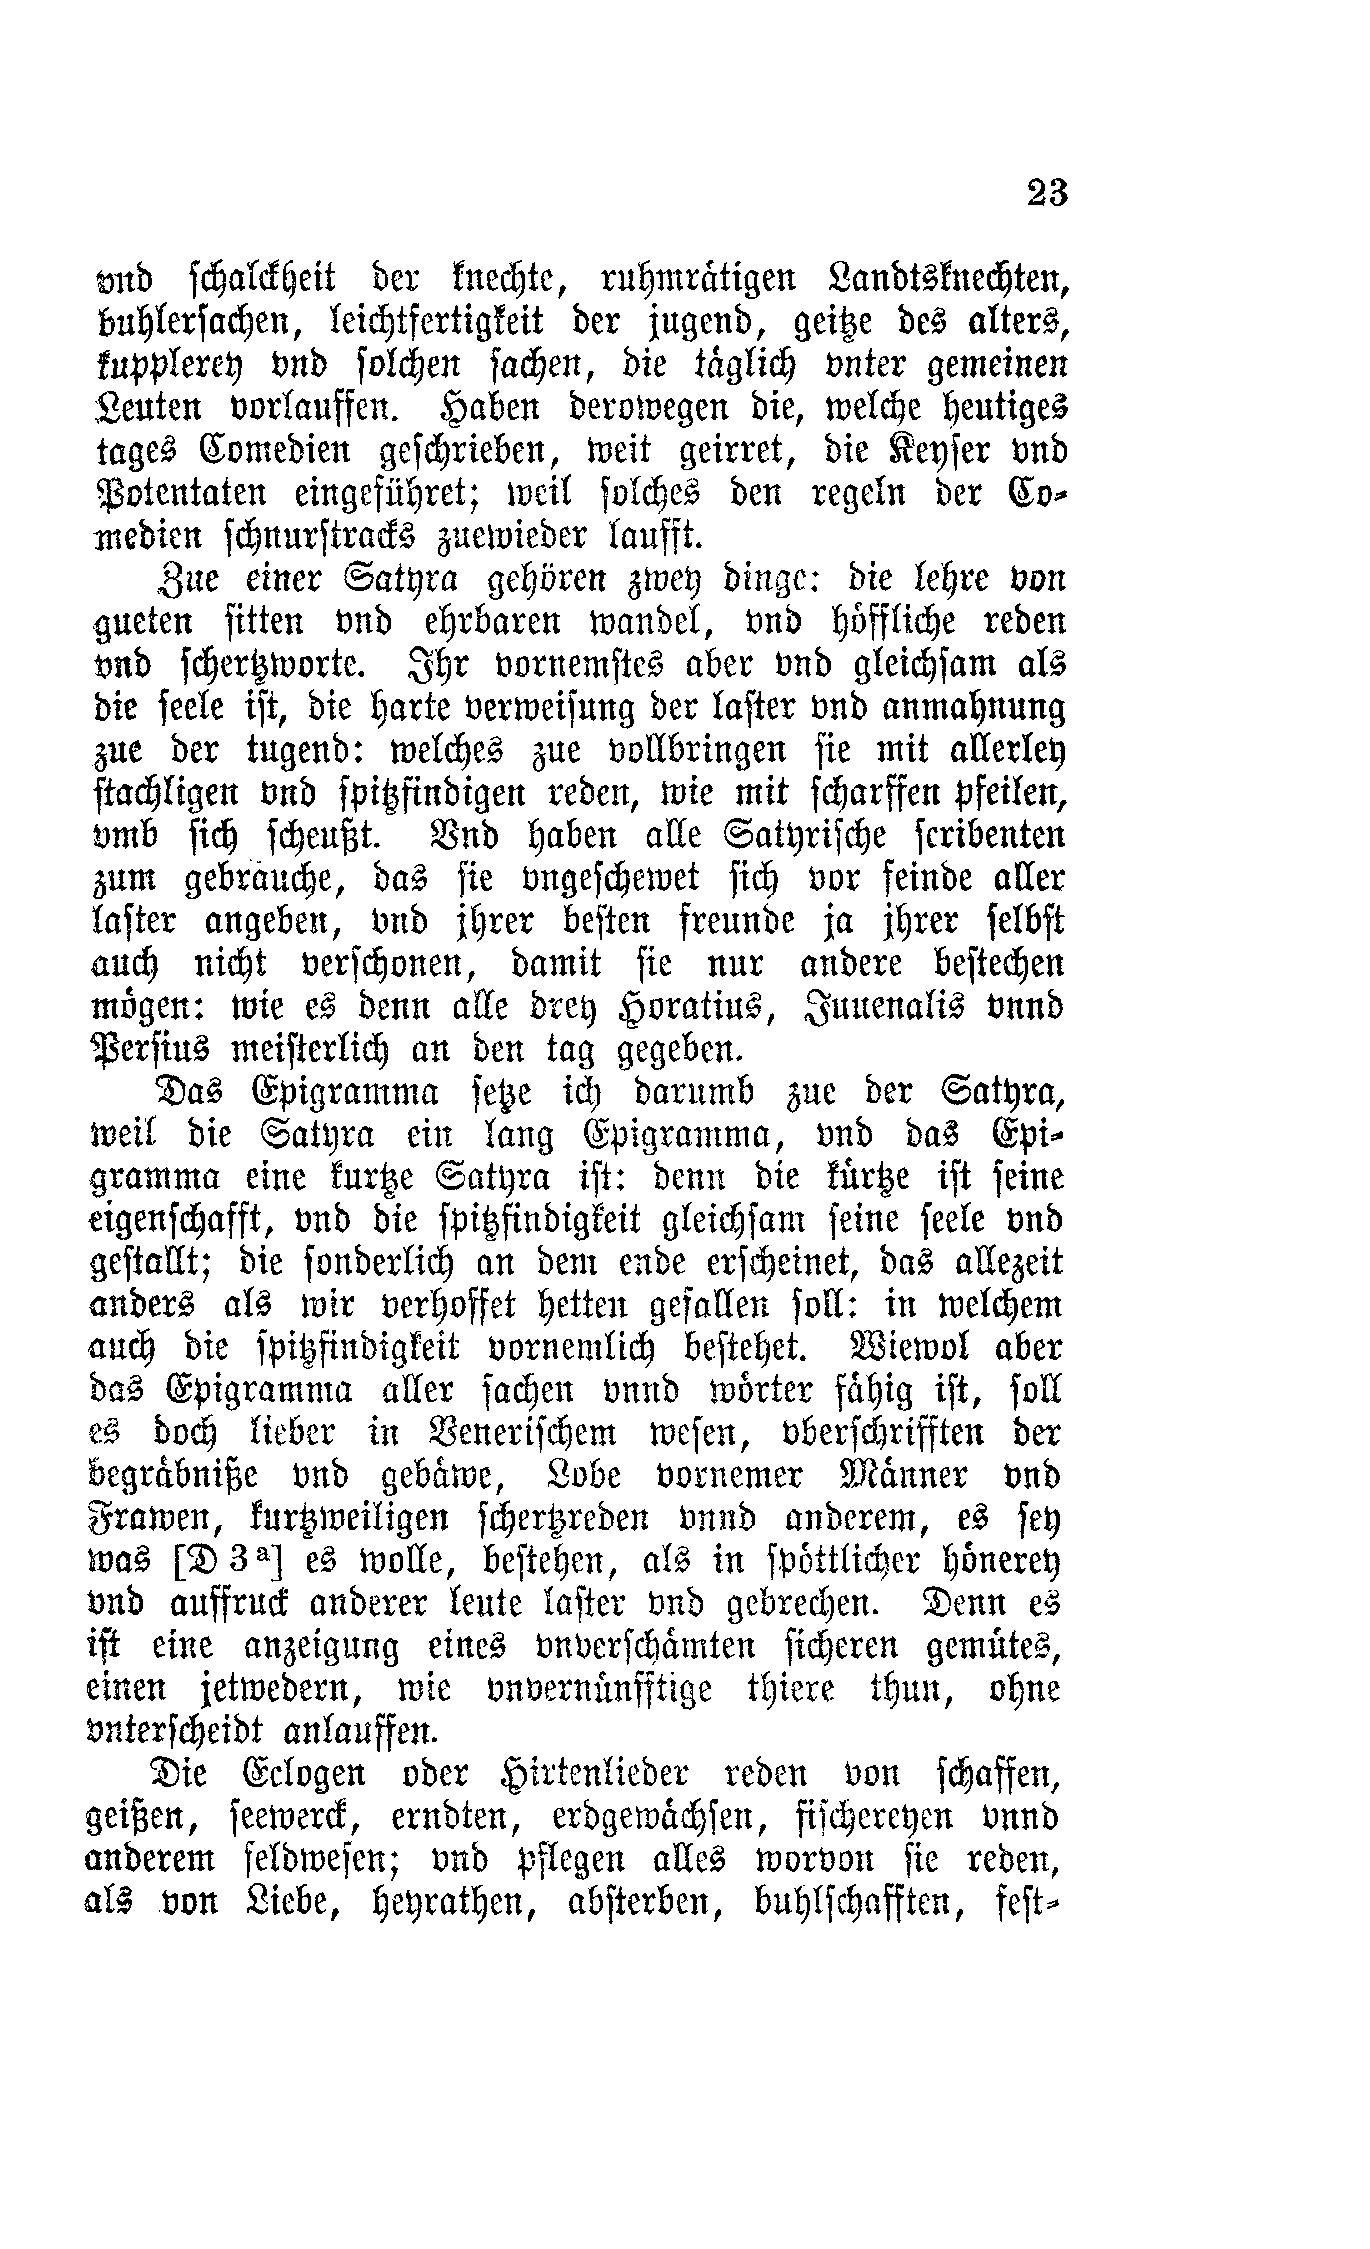 23
vnd ſchalckheit der knechte, ruhmrätigen Landtsknechten,
buhlerſachen, leichtfertigkeit der jugend, geitze des alters,
kupplerey vnd ſolchen ſachen, die täglich vnter gemeinen
Leuten vorlauffen. Haben derowegen die, welche heutiges
tages Comedien geſchrieben, weit geirret, die Keyſer vnd
Potentaten eingeführet; weil ſolches den regeln der Co-
medien ſchnurſtracks zuewieder laufft.
Zue einer Satyra gehören zwey dinge: die lehre von
gueten ſitten vnd ehrbaren wandel, vnd höffliche reden
vnd ſchertzworte. Ihr vornemſtes aber vnd gleichſam als
die ſeele iſt, die harte verweiſung der laſter vnd anmahnung
zue der tugend: welches zue vollbringen ſie mit allerley
ſtachligen vnd ſpitzfindigen reden, wie mit ſcharffen pfeilen,
vmb ſich ſcheußt. Vnd haben alle Satyriſche ſcribenten
zum gebräuche, das ſie vngeſchewet ſich vor feinde aller
laſter angeben, vnd jhrer beſten freunde ja jhrer ſelbſt
auch nicht verſchonen, damit ſie nur andere beſtechen
mögen: wie es denn alle drey Horatius, Juuenalis vnnd
Perſius meiſterlich an den tag gegeben.
Das Epigramma ſetze ich darumb zue der Satyra,
weil die Satyra ein lang Epigramma, vnd das Epi-
gramma eine kurtze Satyra iſt: denn die kürtze iſt ſeine
eigenſchafft, vnd die ſpitzfindigkeit gleichſam ſeine ſeele vnd
geſtallt; die ſonderlich an dem ende erſcheinet, das allezeit
anders als wir verhoffet hetten gefallen ſoll: in welchem
auch die ſpitzfindigkeit vornemlich beſtehet. Wiewol aber
das Epigramma aller ſachen vnnd wörter fähig iſt, ſoll
es doch lieber in Veneriſchem weſen, vberſchrifften der
begräbniße vnd gebäwe, Lobe vornemer Männer vnd
Frawen, kurtzweiligen ſchertzreden vnnd anderem, es ſey
was [D 3ª] es wolle, beſtehen, als in ſpöttlicher hönerey
vnd auffruck anderer leute laſter vnd gebrechen. Denn es
iſt eine anzeigung eines vnverſchämten ſicheren gemütes,
einen jetwedern, wie vnvernünfftige thiere thun, ohne
vnterſcheidt anlauffen.
Die Eclogen oder Hirtenlieder reden von ſchaffen,
geißen, ſeewerck, erndten, erdgewächſen, fiſchereyen vnnd
anderem feldweſen; vnd pflegen alles worvon ſie reden,
als von Liebe, heyrathen, abſterben, buhlſchafften, feſt-